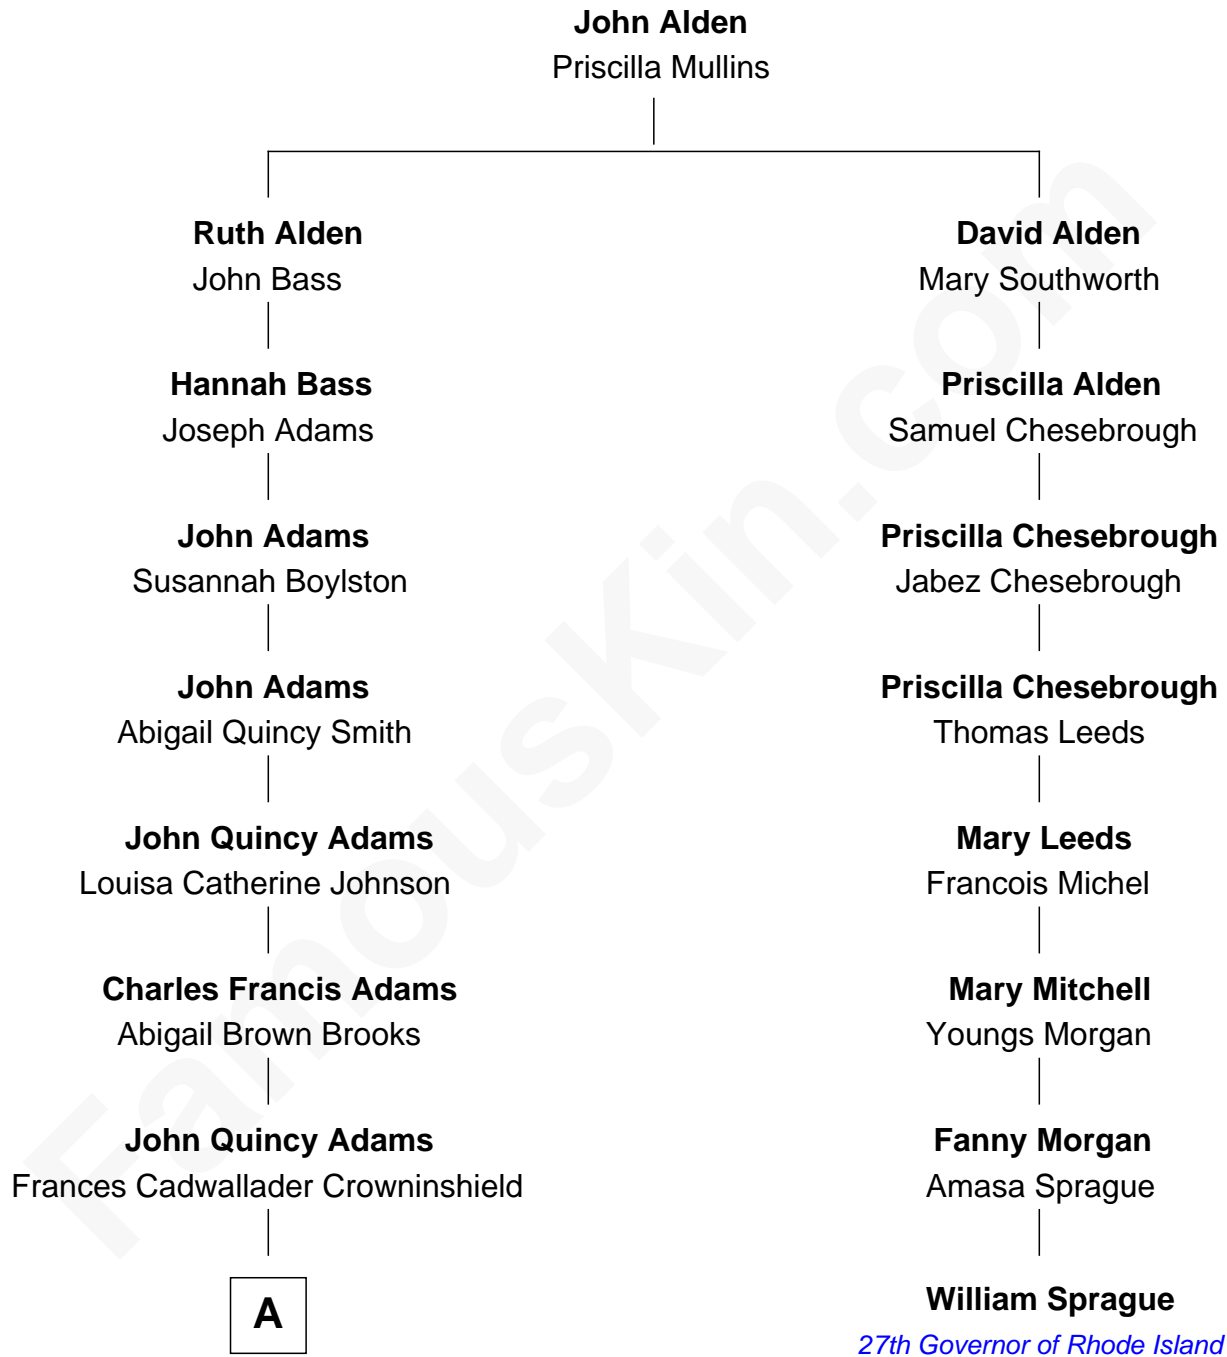 John Alden
Priscilla Mullins
Ruth Alden
John Bass
David Alden
Mary Southworth
Hannah Bass
Joseph Adams
Priscilla Alden
Samuel Chesebrough
John Adams
Susannah Boylston
Priscilla Chesebrough
Jabez Chesebrough
John Adams
Abigail Quincy Smith
Priscilla Chesebrough
Thomas Leeds
John Quincy Adams
Louisa Catherine Johnson
Mary Leeds
Francois Michel
Charles Francis Adams
Abigail Brown Brooks
Mary Mitchell
Youngs Morgan
John Quincy Adams
Frances Cadwallader Crowninshield
Fanny Morgan
Amasa Sprague
A
William Sprague
27th Governor of Rhode Island
FamousKin.com